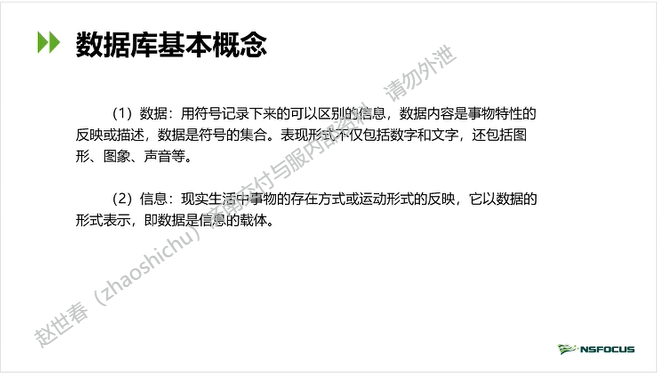 数据库基本概念
（1）数据：用符号记录下来的可以区别的信息，数据内容是事物特性的
反映或描述，数据是符号的集合。表现形式不仅包括数字和文字，还包括图
形、图象、声音等。
（2）信息：现实生活中事物的存在方式或运动形式的反映，它以数据的
形式表示，即数据是信息的载体。
赵世春（zhaoshichu）济南交付与服内部资料，请勿外泄
NSFOCUS